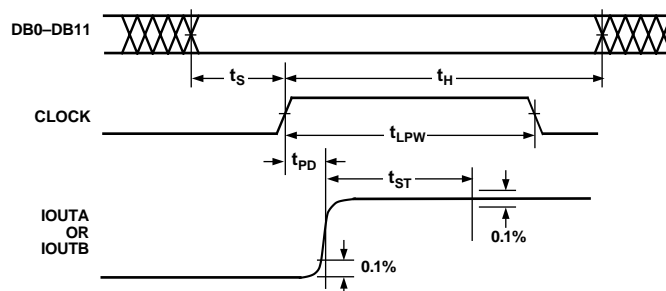 DB0–DB11
tS
tH
CLOCK
tLPW
tPD
tST
IOUTA
OR
IOUTB
0.1%
0.1%